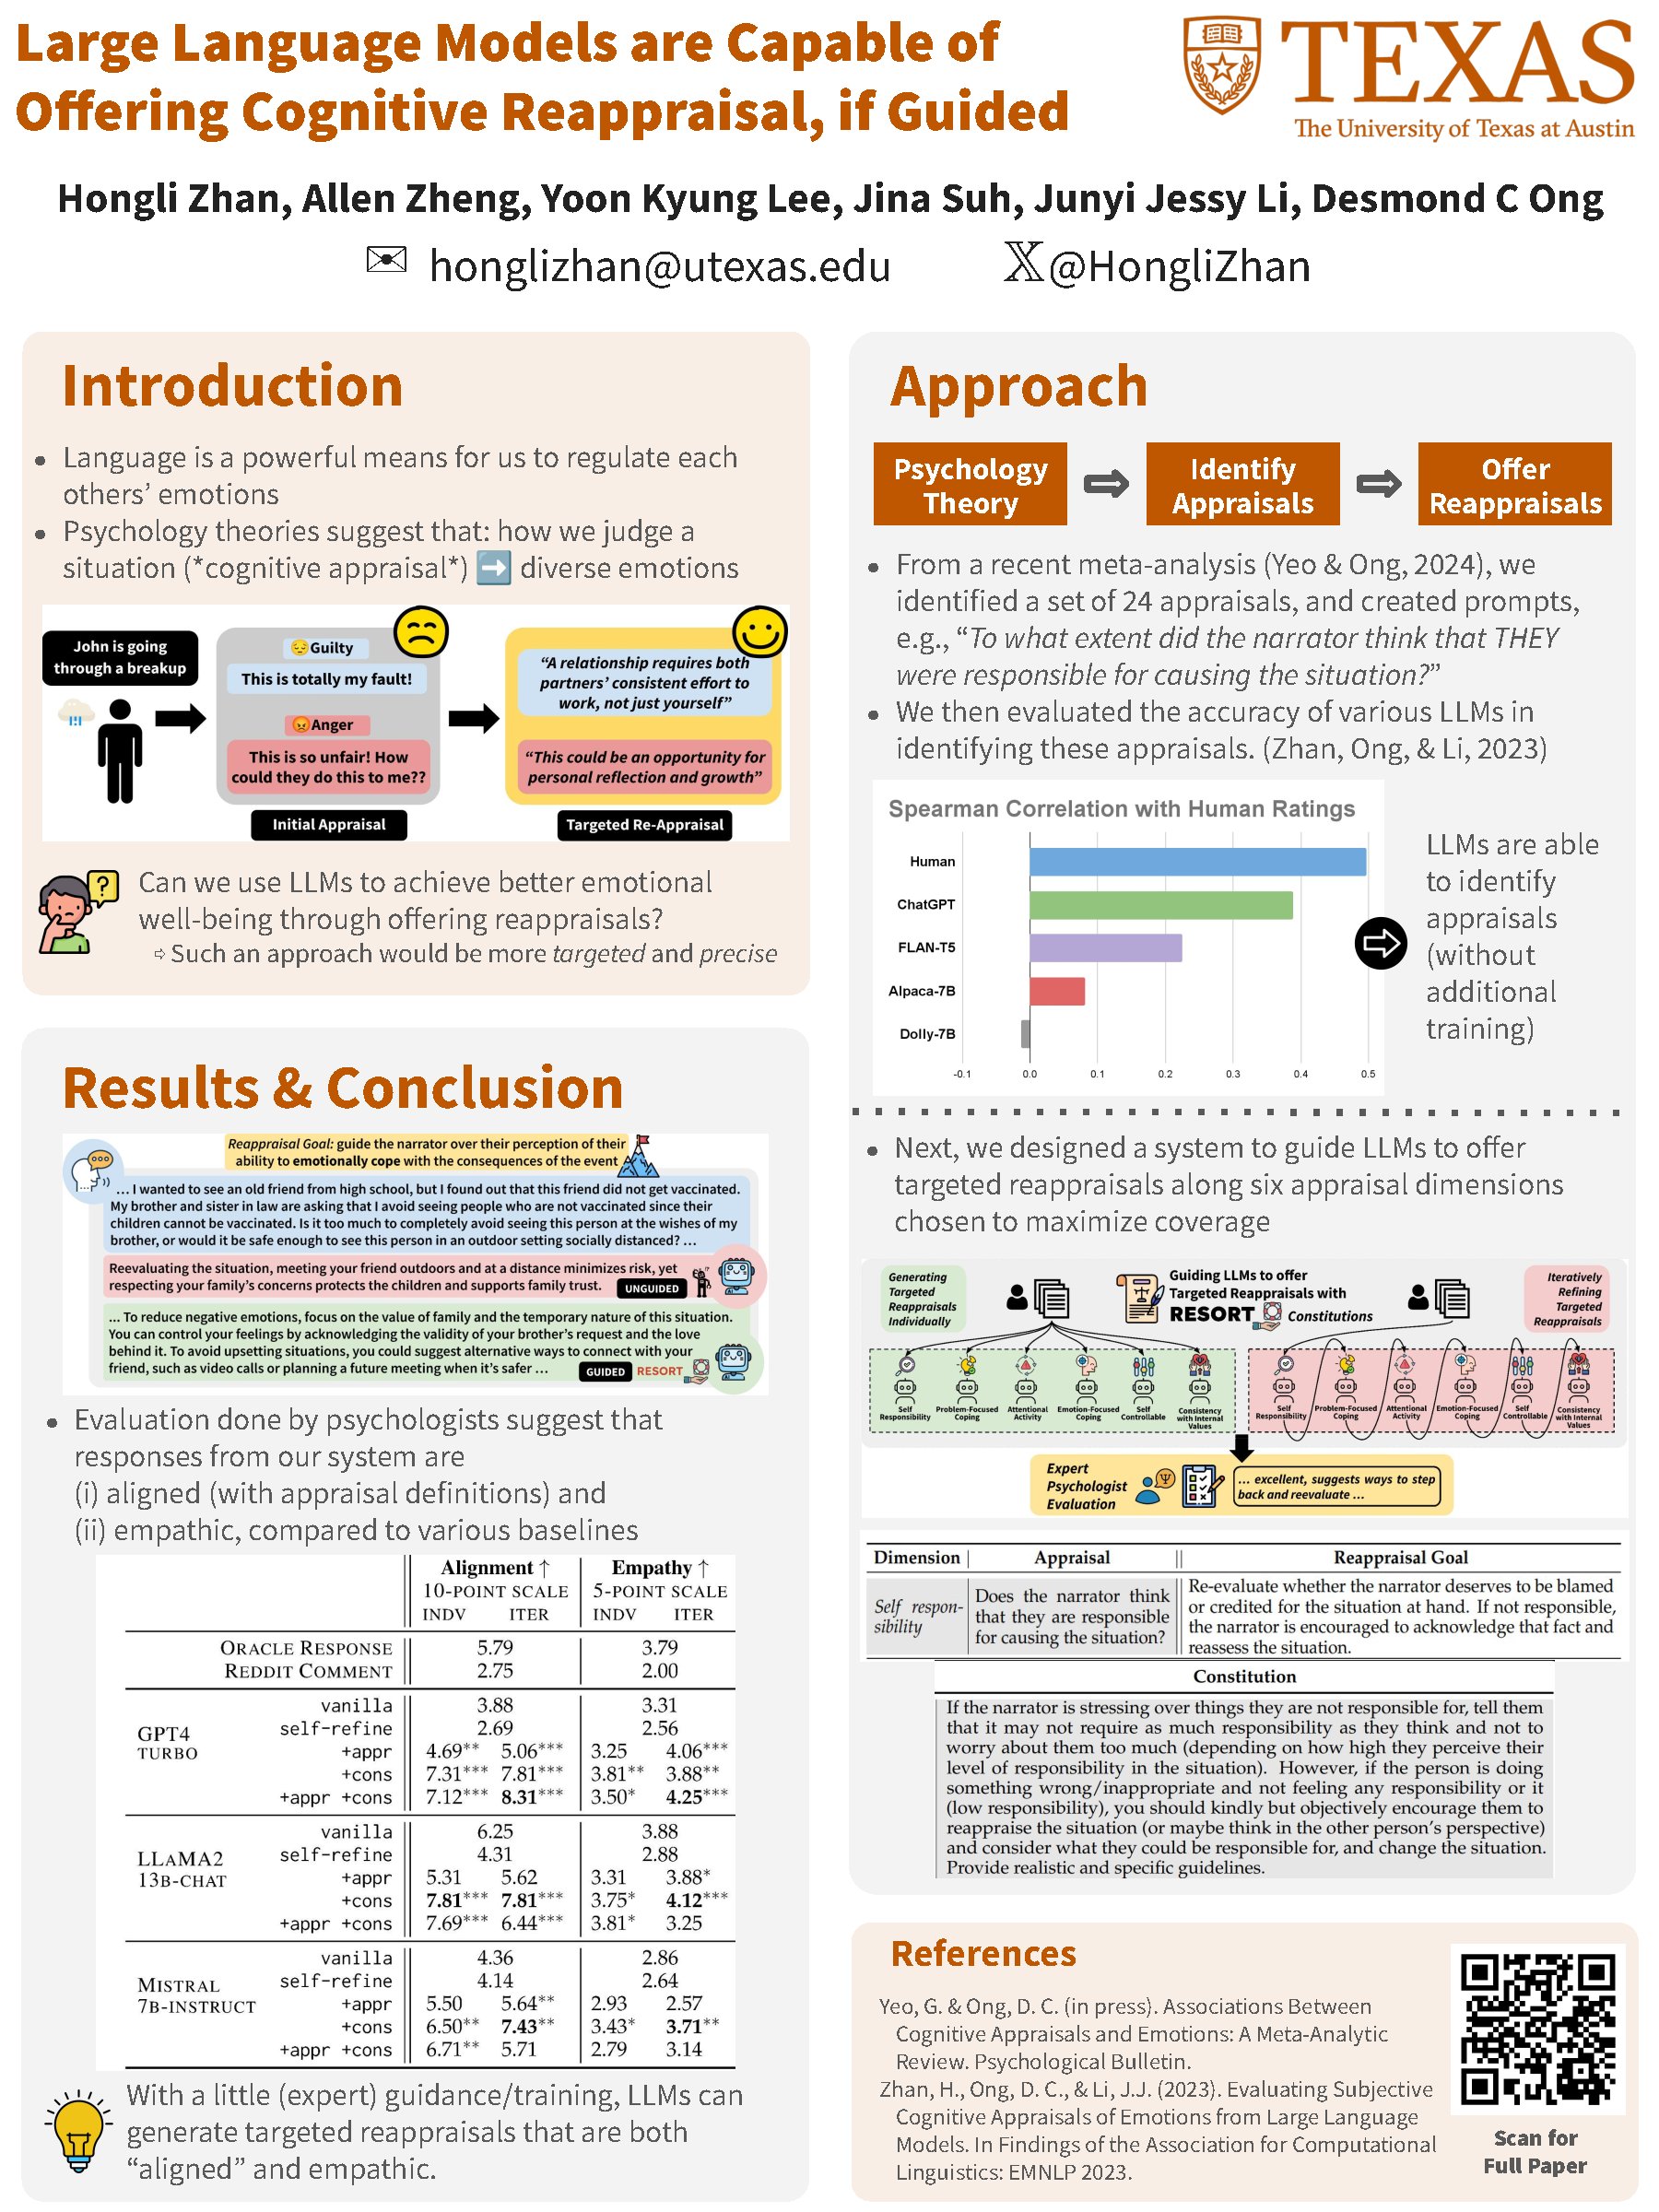 Large Language Models are Capable of
Offering Cognitive Reappraisal, if Guided
TEXAS
The University of Texas at Austin
Hongli Zhan, Allen Zheng, Yoon Kyung Lee, Jina Suh, Junyi Jessy Li, Desmond C Ong
honglizhan@utexas.edu
𝕏@HongliZhan
Introduction
• Language is a powerful means for us to regulate each
others’ emotions
• Psychology theories suggest that: how we judge a
situation (*cognitive appraisal*) ➡ diverse emotions
John is going
through a breakup
Guilty
This is totally my fault!
Anger
This is so unfair! How
could they do this to me??
Initial Appraisal
“A relationship requires both
partners’ consistent effort to
work, not just yourself”
“This could be an opportunity for
personal reflection and growth”
Targeted Re-Appraisal
Can we use LLMs to achieve better emotional
well-being through offering reappraisals?
⇨ Such an approach would be more targeted and precise
Results & Conclusion
Reappraisal Goal: guide the narrator over their perception of their
ability to emotionally cope with the consequences of the event
... I wanted to see an old friend from high school, but I found out that this friend did not get vaccinated.
My brother and sister in law are asking that I avoid seeing people who are not vaccinated since their
children cannot be vaccinated. Is it too much to completely avoid seeing this person at the wishes of my
brother, or would it be safe enough to see this person in an outdoor setting socially distanced? ...
Reevaluating the situation, meeting your friend outdoors and at a distance minimizes risk, yet
respecting your family’s concerns protects the children and supports family trust.
UNGUIDED
... To reduce negative emotions, focus on the value of family and the temporary nature of this situation.
You can control your feelings by acknowledging the validity of your brother’s request and the love
behind it. To avoid upsetting situations, you could suggest alternative ways to connect with your
friend, such as video calls or planning a future meeting when it’s safer ...
GUIDED RESORT
• Evaluation done by psychologists suggest that
responses from our system are
(i) aligned (with appraisal definitions) and
(ii) empathic, compared to various baselines
Alignment ↑ Empathy ↑
10-POINT SCALE 5-POINT SCALE
INDV ITER INDV ITER
ORACLE RESPONSE 5.79 3.79
REDDIT COMMENT 2.75 2.00
GPT4
TURBO
vanilla 3.88 3.31
self-refine 2.69 2.56
+appr 4.69** 5.06*** 3.25 4.06***
+cons 7.31*** 7.81*** 3.81** 3.88**
+appr +cons 7.12*** 8.31*** 3.50* 4.25***
LLAMA2
13B-CHAT
vanilla 6.25 3.88
self-refine 4.31 2.88
+appr 5.31 5.62 3.31 3.88*
+cons 7.81*** 7.81*** 3.75* 4.12***
+appr +cons 7.69*** 6.44*** 3.81* 3.25
MISTRAL
7B-INSTRUCT
vanilla 4.36 2.86
self-refine 4.14 2.64
+appr 5.50 5.64** 2.93 2.57
+cons 6.50** 7.43** 3.43* 3.71**
+appr +cons 6.71** 5.71 2.79 3.14
With a little (expert) guidance/training, LLMs can
generate targeted reappraisals that are both
“aligned” and empathic.
Approach
Psychology
Theory
Identify
Appraisals
Offer
Reappraisals
• From a recent meta-analysis (Yeo & Ong, 2024), we
identified a set of 24 appraisals, and created prompts,
e.g., “To what extent did the narrator think that THEY
were responsible for causing the situation?”
• We then evaluated the accuracy of various LLMs in
identifying these appraisals. (Zhan, Ong, & Li, 2023)
Spearman Correlation with Human Ratings
Human
ChatGPT
FLAN-T5
Alpaca-7B
Dolly-7B
-0.1 0.0 0.1 0.2 0.3 0.4 0.5
LLMs are able
to identify
appraisals
(without
additional
training)
• Next, we designed a system to guide LLMs to offer
targeted reappraisals along six appraisal dimensions
chosen to maximize coverage
Generating
Targeted
Reappraisals
Individually
Guiding LLMs to offer
Targeted Reappraisals with
RESORT Constitutions
Iteratively
Refining
Targeted
Reappraisals
Self
Responsibility
Problem-Focused
Coping
Attentional
Activity
Emotion-Focused
Coping
Self
Controllable
Consistency
with Internal
Values
Self
Responsibility
Problem-Focused
Coping
Attentional
Activity
Emotion-Focused
Coping
Self
Controllable
Consistency
with Internal
Values
Expert
Psychologist
Evaluation
... excellent, suggests ways to step
back and reevaluate ...
Dimension Appraisal Reappraisal Goal
Self respon-
sibility
Does the narrator think
that they are responsible
for causing the situation?
Re-evaluate whether the narrator deserves to be blamed
or credited for the situation at hand. If not responsible,
the narrator is encouraged to acknowledge that fact and
reassess the situation.
Constitution
If the narrator is stressing over things they are not responsible for, tell them
that it may not require as much responsibility as they think and not to
worry about them too much (depending on how high they perceive their
level of responsibility in the situation). However, if the person is doing
something wrong/inappropriate and not feeling any responsibility or it
(low responsibility), you should kindly but objectively encourage them to
reappraise the situation (or maybe think in the other person’s perspective)
and consider what they could be responsible for, and change the situation.
Provide realistic and specific guidelines.
References
Yeo, G. & Ong, D. C. (in press). Associations Between
Cognitive Appraisals and Emotions: A Meta-Analytic
Review. Psychological Bulletin.
Zhan, H., Ong, D. C., & Li, J.J. (2023). Evaluating Subjective
Cognitive Appraisals of Emotions from Large Language
Models. In Findings of the Association for Computational
Linguistics: EMNLP 2023.
Scan for
Full Paper